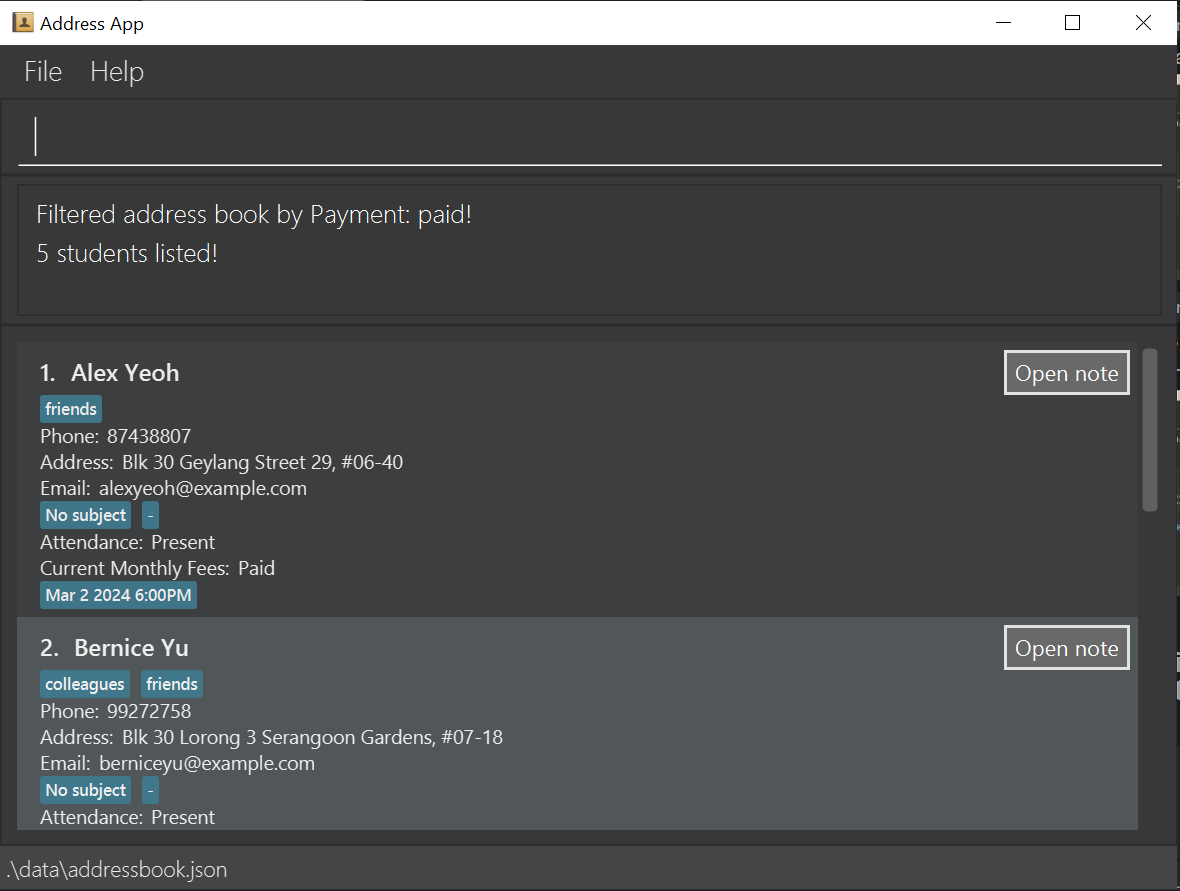 Address App
File Help
Filtered address book by Payment: paid!
5 students listed!
1. Alex Yeoh
Open note
friends
Phone: 87438807
Address: Blk 30 Geylang Street 29, #06-40
Email: alexyeoh@example.com
No subject -
Attendance: Present
Current Monthly Fees: Paid
Mar 2 2024 6:00PM
2. Bernice Yu
Open note
colleagues friends
Phone: 99272758
Address: Blk 30 Lorong 3 Serangoon Gardens, #07-18
Email: berniceyu@example.com
No subject -
Attendance: Present
.\data\addressbook.json